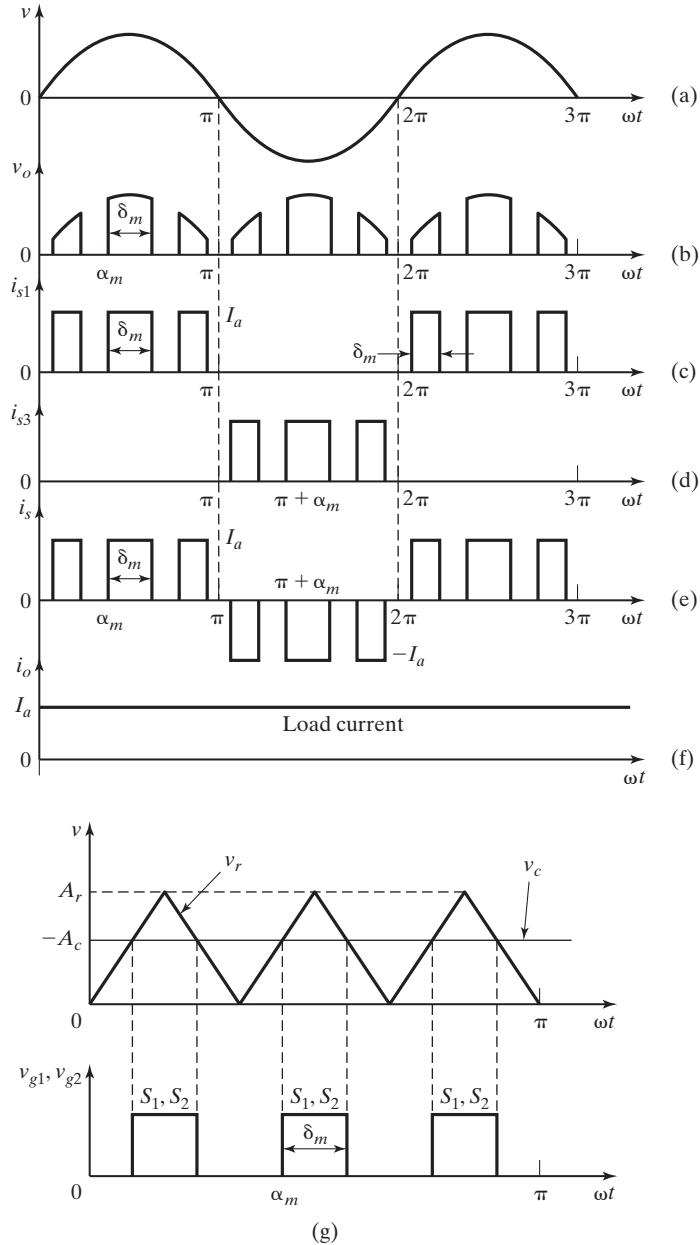 v
0
π
2π
3π
ωt
(a)
v_o
δ_m
0
α_m
π
2π
3π
ωt
(b)
i_s1
I_a
δ_m
δ_m
0
π
2π
3π
ωt
(c)
i_s3
0
π
π + α_m
2π
3π
ωt
(d)
i_s
I_a
δ_m
π + α_m
0
α_m
π
2π
3π
ωt
(e)
−I_a
i_o
I_a
Load current
0
ωt
(f)
v
v_r
v_c
A_r
−A_c
0
π
ωt
v_g1, v_g2
S_1, S_2
S_1, S_2
S_1, S_2
δ_m
0
α_m
π
ωt
(g)